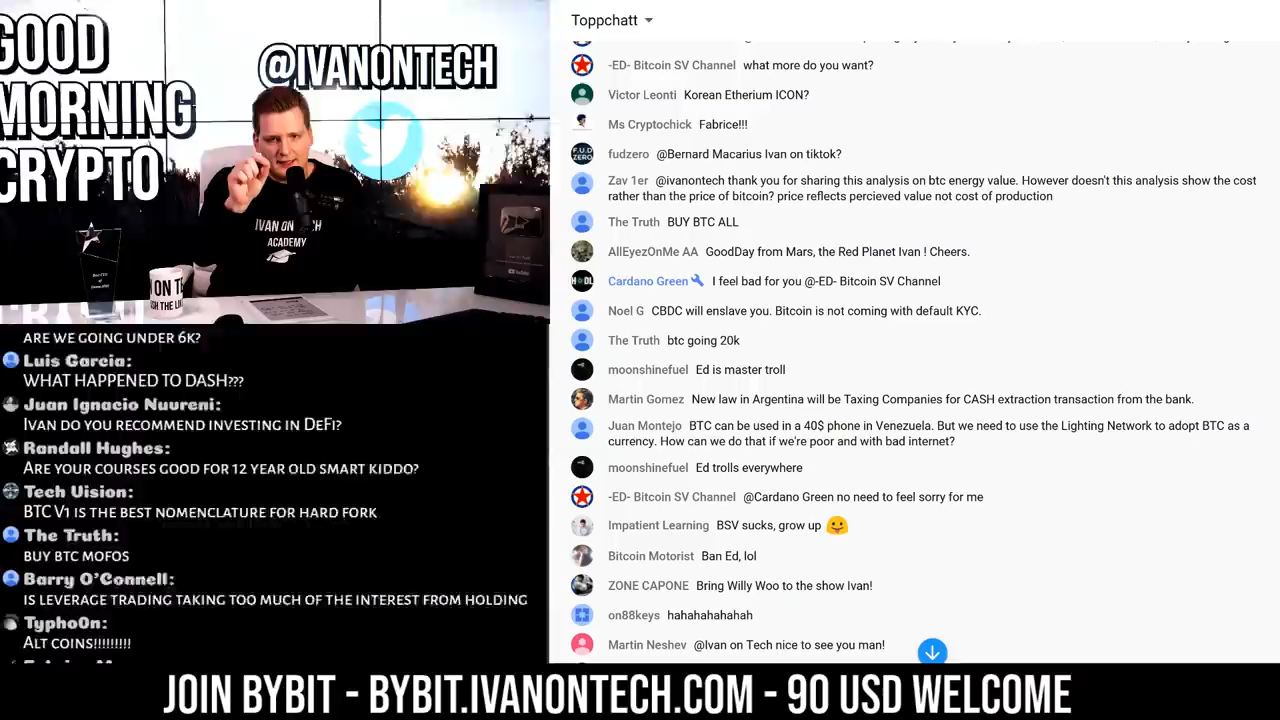 GOOD
MORNING
CRYPTO
@IVANONTECH
IVAN ON TECH
ACADEMY
ARE WE GOING UNDER 6K?
Luis Garcia:
WHAT HAPPENED TO DASH???
Juan Ignacio Nuvreni:
IVAN DO YOU RECOMMEND INVESTING IN DEFI?
Randall Hughes:
ARE YOUR COURSES GOOD FOR 12 YEAR OLD SMART KIDDO?
Tech Vision:
BTC V1 IS THE BEST NOMENCLATURE FOR HARD FORK
The Truth:
BUY BTC MOFOS
Barry O'Connell:
IS LEVERAGE TRADING TAKING TOO MUCH OF THE INTEREST FROM HOLDING
Typho0n:
ALT COINS!!!!!!!!!
Toppchatt
-ED- Bitcoin SV Channel what more do you want?
Victor Leonti Korean Etherium ICON?
Ms Cryptochick Fabrice!!!
fudzero @Bernard Macarius Ivan on tiktok?
Zav 1er @ivanontech thank you for sharing this analysis on btc energy value. However doesn't this analysis show the cost
rather than the price of bitcoin? price reflects percieved value not cost of production
The Truth BUY BTC ALL
AllEyezOnMe AA GoodDay from Mars, the Red Planet Ivan ! Cheers.
Cardano Green I feel bad for you @-ED- Bitcoin SV Channel
Noel G CBDC will enslave you. Bitcoin is not coming with default KYC.
The Truth btc going 20k
moonshinefuel Ed is master troll
Martin Gomez New law in Argentina will be Taxing Companies for CASH extraction transaction from the bank.
Juan Montejo BTC can be used in a 40$ phone in Venezuela. But we need to use the Lighting Network to adopt BTC as a
currency. How can we do that if we're poor and with bad internet?
moonshinefuel Ed trolls everywhere
-ED- Bitcoin SV Channel @Cardano Green no need to feel sorry for me
Impatient Learning BSV sucks, grow up 😛
Bitcoin Motorist Ban Ed, lol
ZONE CAPONE Bring Willy Woo to the show Ivan!
on88keys hahahahahahah
Martin Neshev @Ivan on Tech nice to see you man!
JOIN BYBIT - BYBIT.IVANONTECH.COM - 90 USD WELCOME